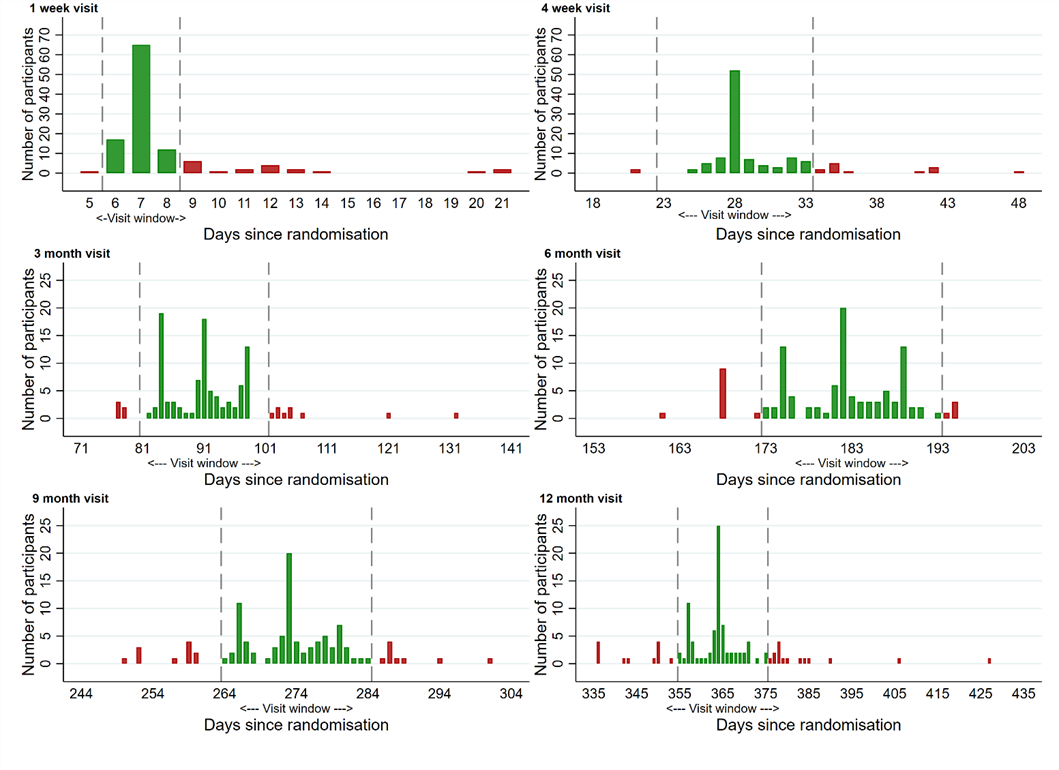 1 week visit
Number of participants
0 10 20 30 40 50 60 70
5 6 7 8 9 10 11 12 13 14 15 16 17 18 19 20 21
<-Visit window->
Days since randomisation
4 week visit
Number of participants
0 10 20 30 40 50 60 70
18 23 28 33 38 43 48
<--- Visit window --->
Days since randomisation
3 month visit
Number of participants
0 5 10 15 20 25
71 81 91 101 111 121 131 141
<--- Visit window --->
Days since randomisation
6 month visit
Number of participants
0 5 10 15 20 25
153 163 173 183 193 203
<--- Visit window --->
Days since randomisation
9 month visit
Number of participants
0 5 10 15 20 25
244 254 264 274 284 294 304
<--- Visit window --->
Days since randomisation
12 month visit
Number of participants
0 5 10 15 20 25
335 345 355 365 375 385 395 405 415 425 435
<--- Visit window --->
Days since randomisation